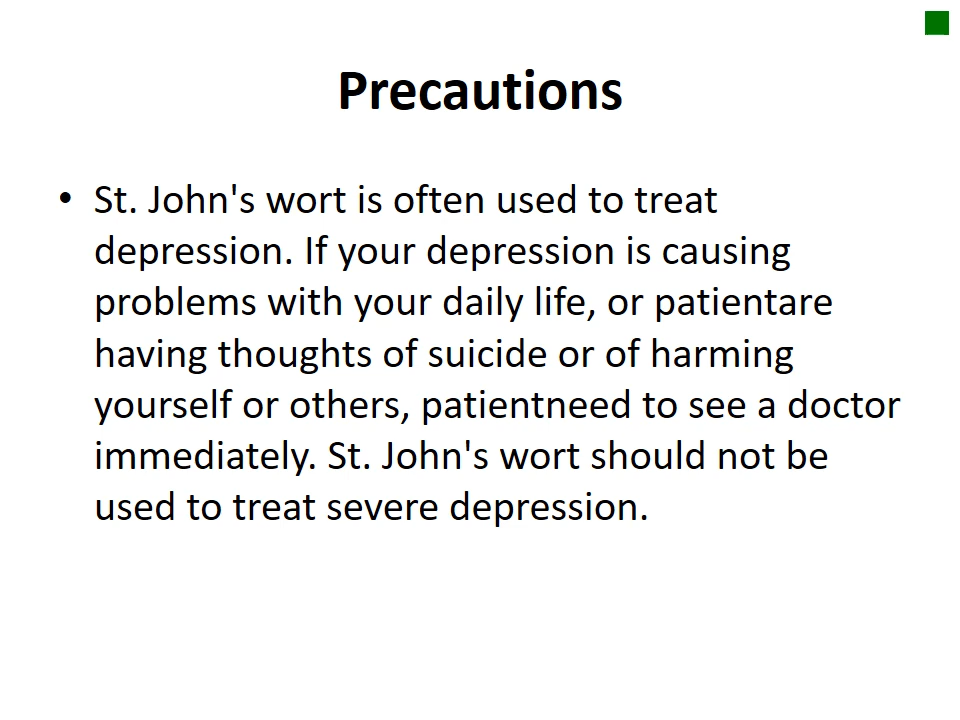 Precautions
• St. John's wort is often used to treat
depression. If your depression is causing
problems with your daily life, or patientare
having thoughts of suicide or of harming
yourself or others, patientneed to see a doctor
immediately. St. John's wort should not be
used to treat severe depression.